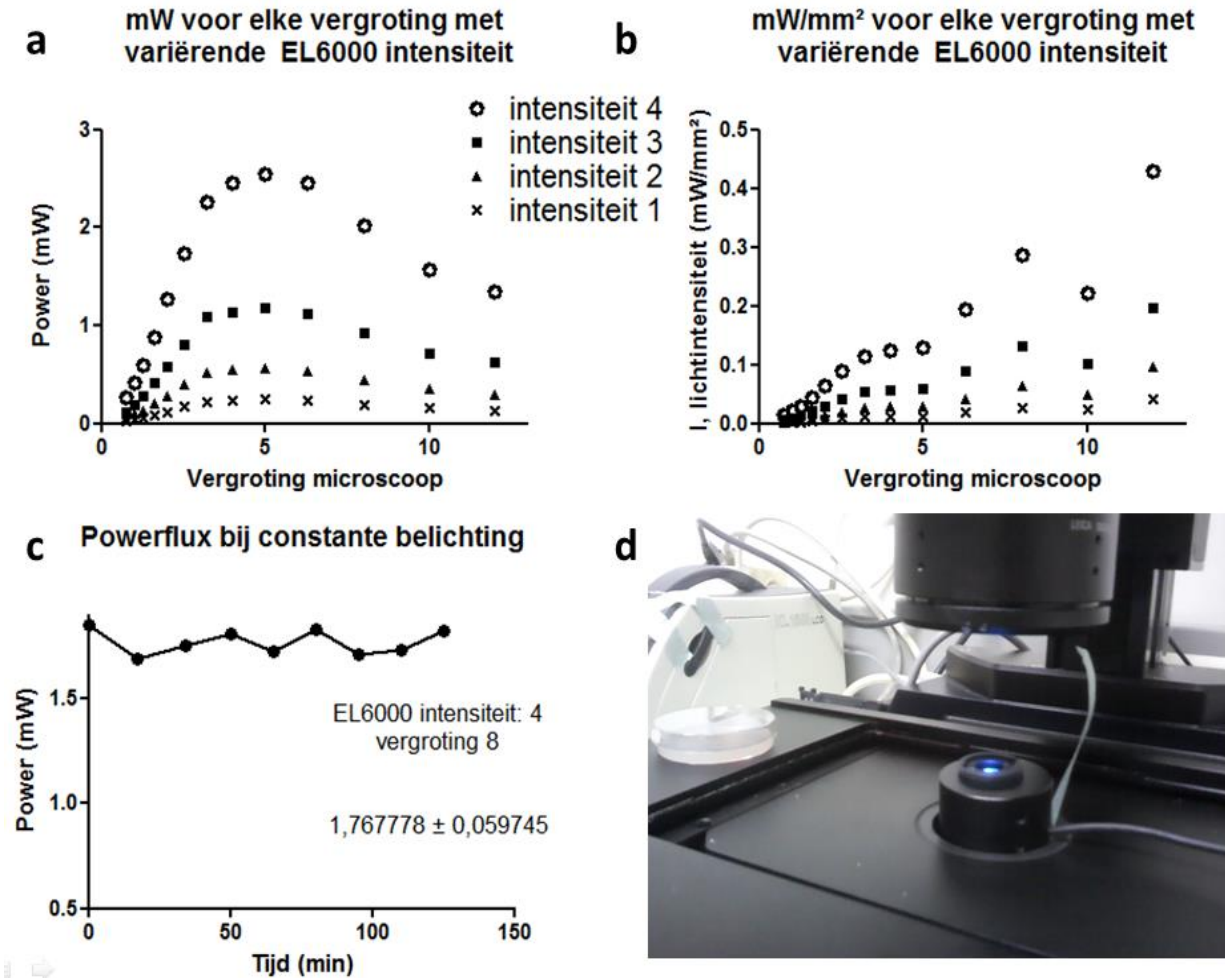 a
mW voor elke vergroting met
variërende EL6000 intensiteit
intensiteit 4
intensiteit 3
intensiteit 2
intensiteit 1
Power (mW)
3
2
1
0
0
5
10
Vergroting microscoop
b
mW/mm² voor elke vergroting met
variërende EL6000 intensiteit
I, lichtintensiteit (mW/mm²)
0.5
0.4
0.3
0.2
0.1
0.0
0
5
10
Vergroting microscoop
c
Powerflux bij constante belichting
Power (mW)
1.5
1.0
0.5
EL6000 intensiteit: 4
vergroting 8
1,767778 ± 0,059745
0
50
100
150
Tijd (min)
d
LEICA